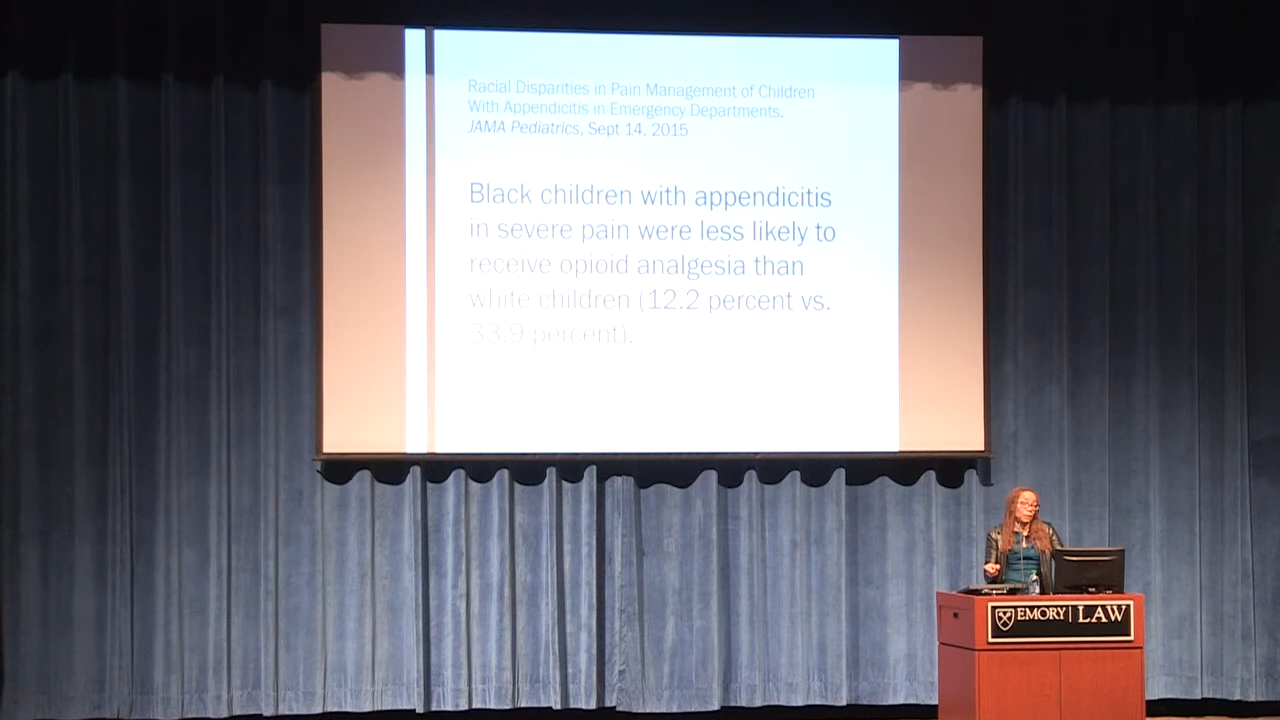 Racial Disparities in Pain Management of Children
With Appendicitis in Emergency Departments.
JAMA Pediatrics, Sept 14, 2015
Black children with appendicitis
in severe pain were less likely to
receive opioid analgesia than
white children (12.2 percent vs.
33.9 percent).
EMORY | LAW